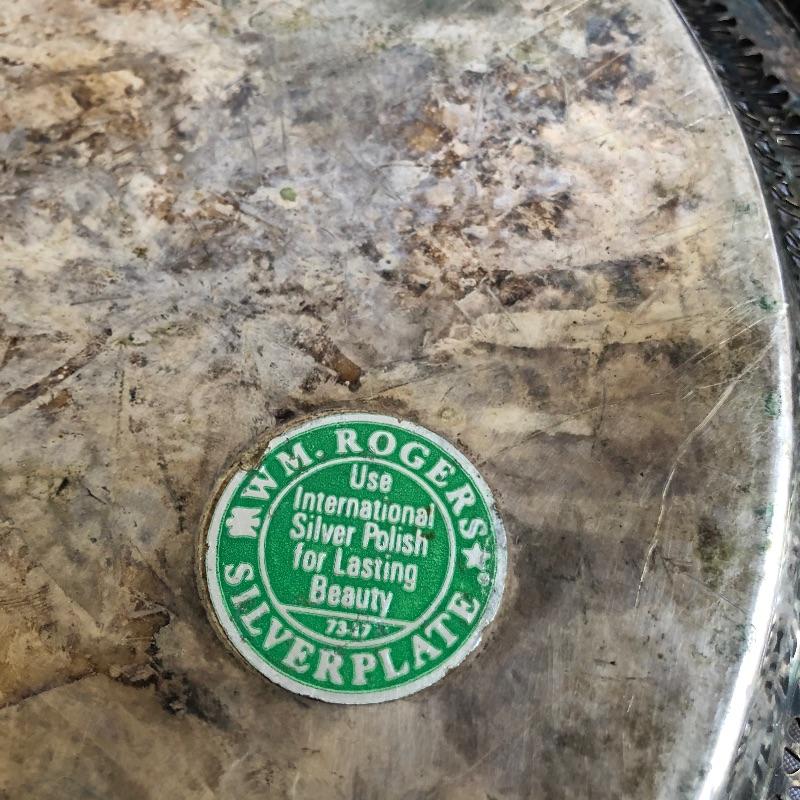 WM. ROGERS
Use
International
Silver Polish
for Lasting
Beauty
73-17
SILVERPLATE